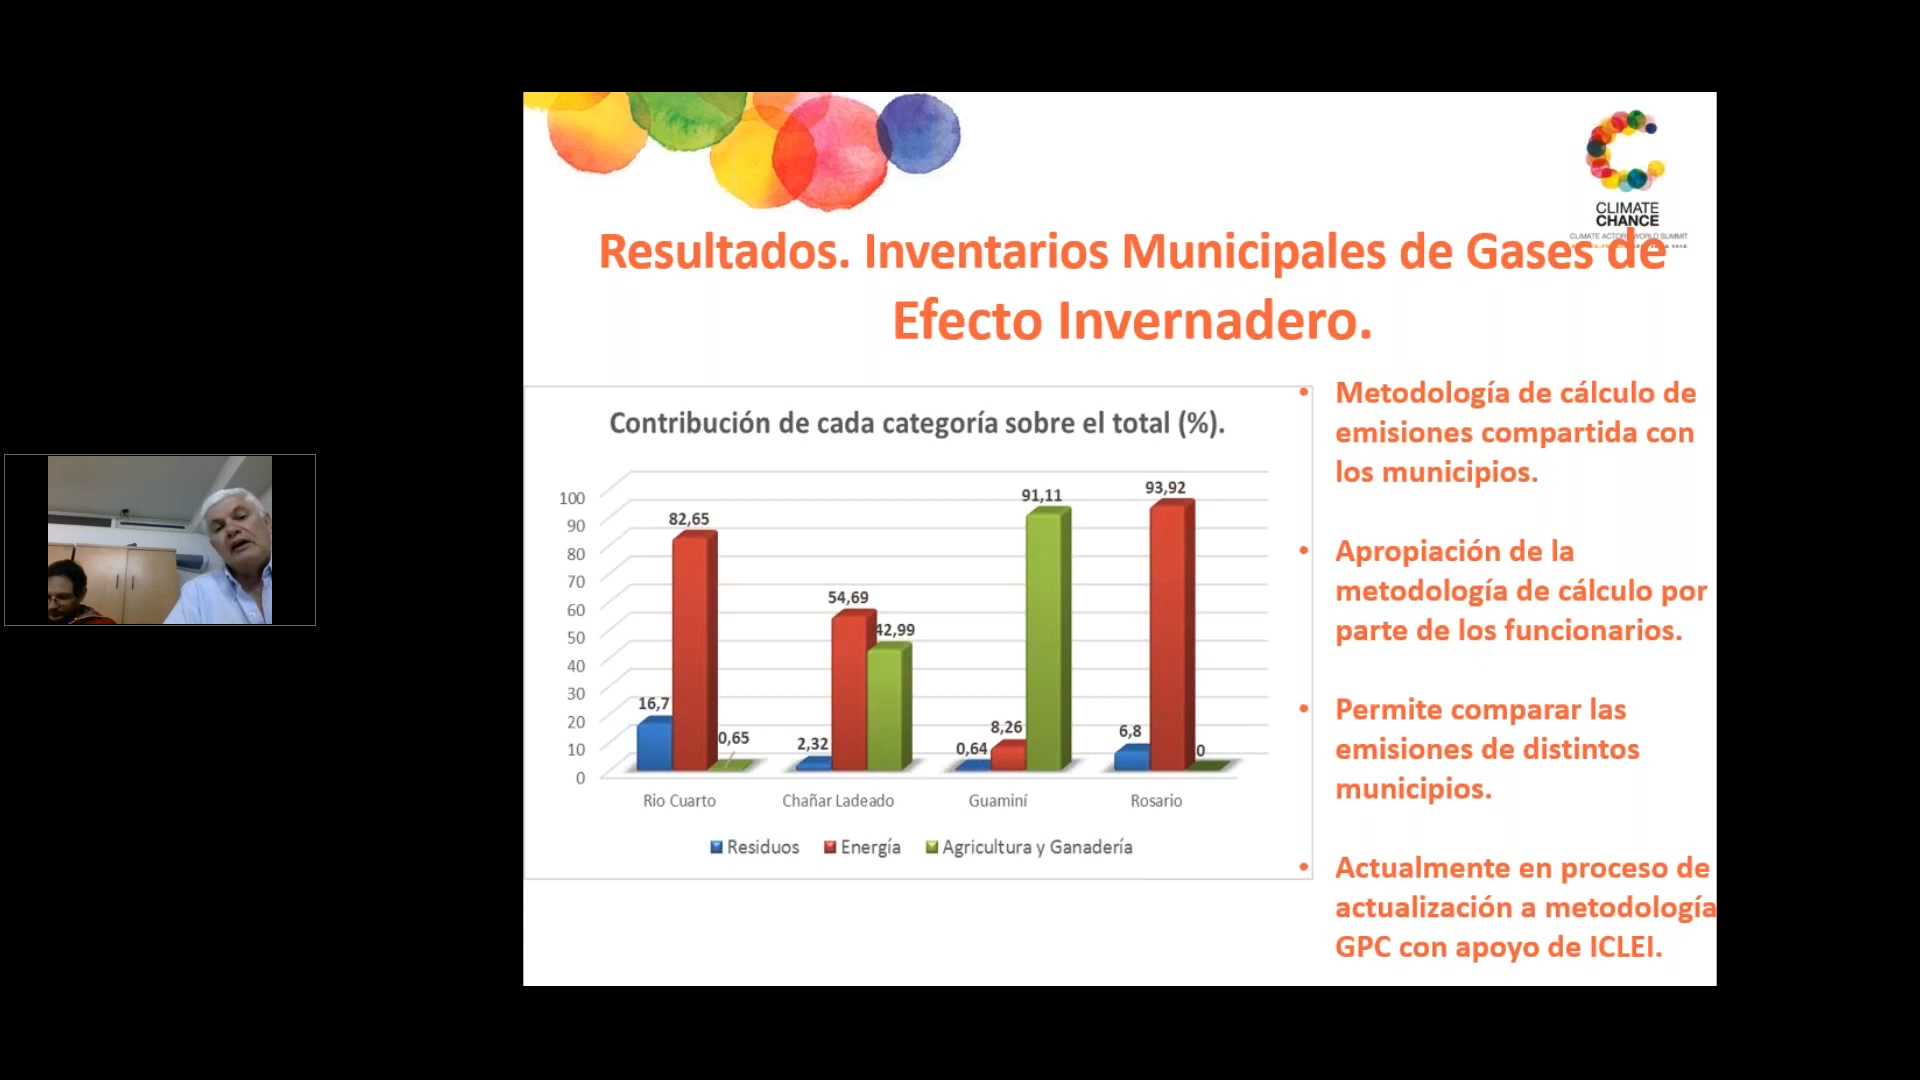 CLIMATE
CHANCE
CLIMATE ACTORS WORLD SUMMIT
Resultados. Inventarios Municipales de Gases de
Efecto Invernadero.
Contribución de cada categoría sobre el total (%).
100
90
80
70
60
50
40
30
20
10
0
16,7
82,65
0,65
2,32
54,69
42,99
0,64
8,26
91,11
6,8
93,92
0
Rio Cuarto
Chañar Ladeado
Guaminí
Rosario
Residuos
Energía
Agricultura y Ganadería
• Metodología de cálculo de
emisiones compartida con
los municipios.
• Apropiación de la
metodología de cálculo por
parte de los funcionarios.
• Permite comparar las
emisiones de distintos
municipios.
• Actualmente en proceso de
actualización a metodología
GPC con apoyo de ICLEI.